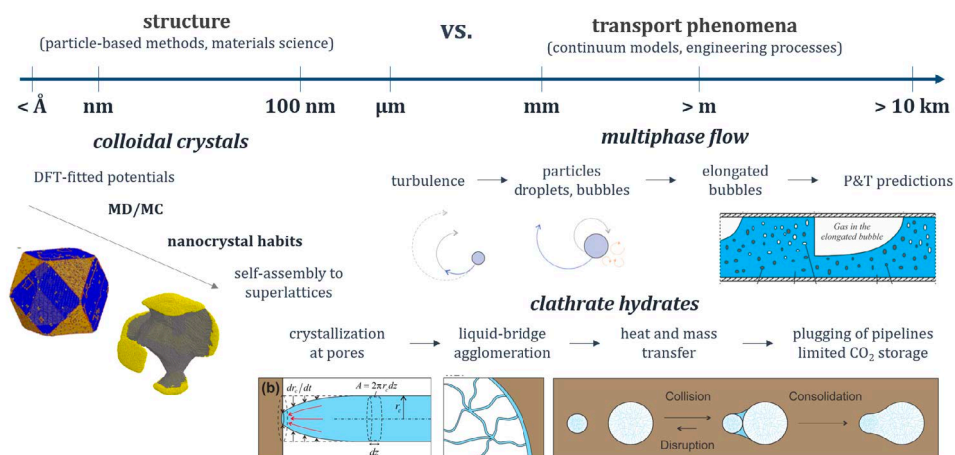 structure
(particle-based methods, materials science)
vs.
transport phenomena
(continuum models, engineering processes)
< Å nm 100 nm μm mm > m > 10 km
colloidal crystals
multiphase flow
DFT-fitted potentials
MD/MC
nanocrystal habits
self-assembly to
superlattices
turbulence
particles
droplets, bubbles
elongated
bubbles
P&T predictions
Gas in the
elongated bubble
clathrate hydrates
crystallization
at pores
liquid-bridge
agglomeration
heat and mass
transfer
plugging of pipelines
limited CO₂ storage
(b)
dr_c/dt
A = 2πr_c dz
r_c
dz
Collision
Disruption
Consolidation